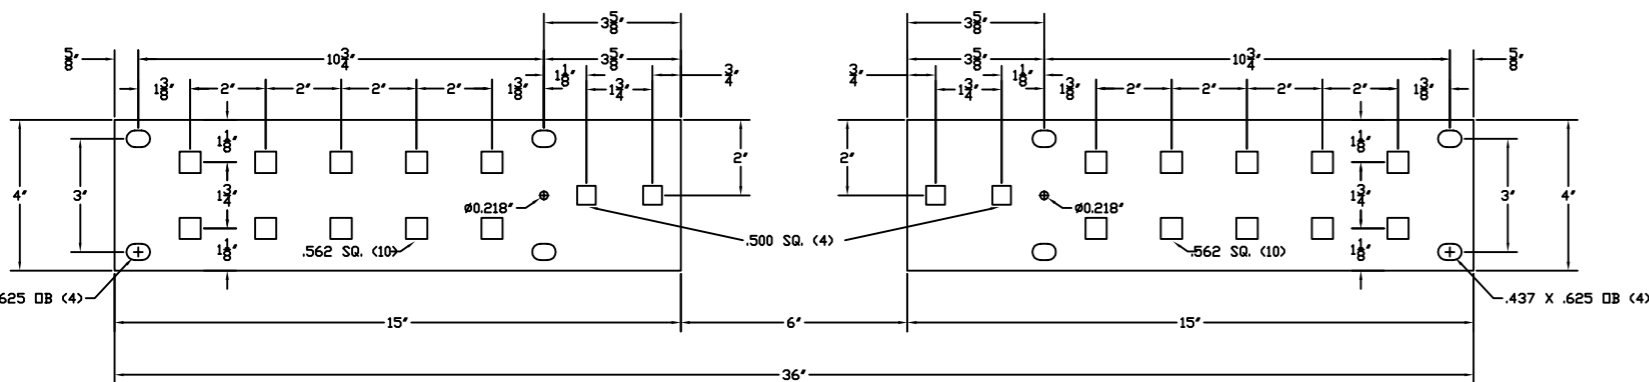 3 5/8" 3 5/8"
5/8" 10 3/4" 3 5/8" 3 5/8" 10 3/4" 5/8"
1 1/8" 3/4" 3/4" 1 1/8"
1 3/8" 2" 2" 2" 2" 1 3/8" 1 3/4" 1 3/4" 1 3/8" 2" 2" 2" 2" 1 3/8"
1 1/8" 1 1/8"
2" 2"
4" 3" 1 3/4" 1 3/4" 3" 4"
ø0.218" ø0.218"
.500 SQ. (4)
1 1/8" .562 SQ. (10) .562 SQ. (10) 1 1/8"
625 OB (4) .437 X .625 OB (4)
15" 6" 15"
36"